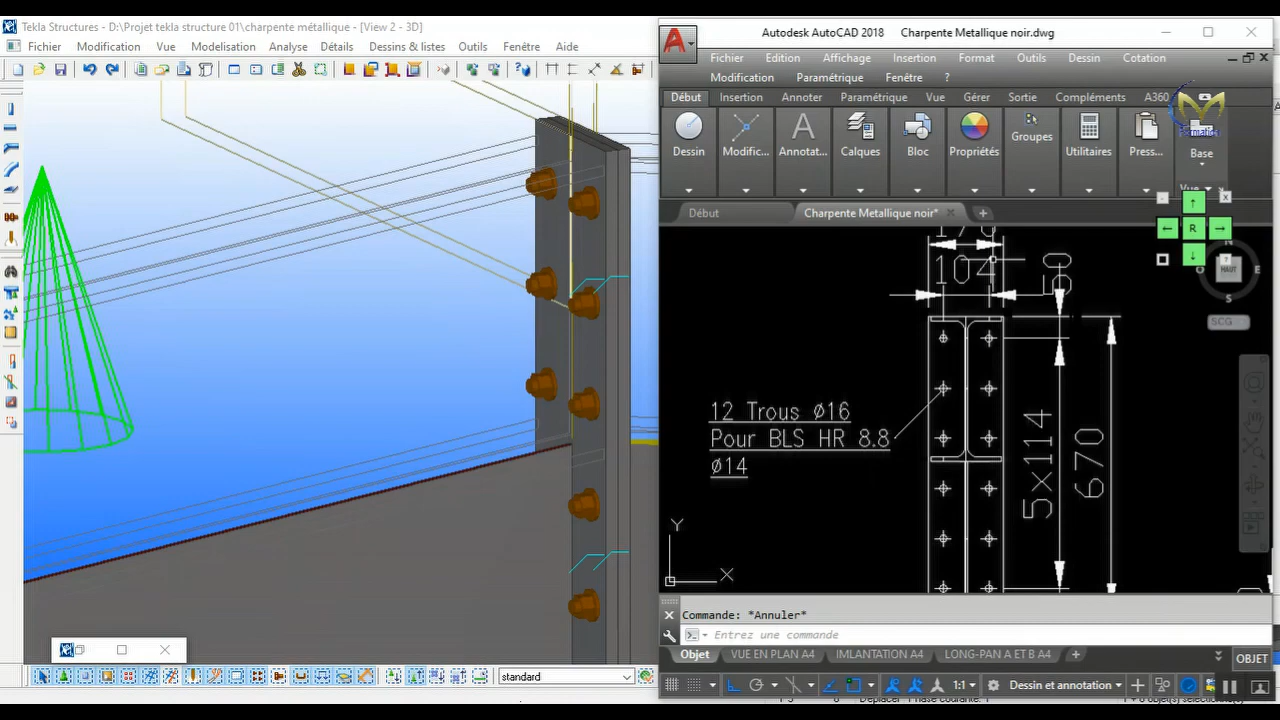 Tekla Structures - D:\Projet tekla structure 01\charpente métallique - [View 2 - 3D]
Fichier Modification Vue Modelisation Analyse Détails Dessins & listes Outils Fenêtre Aide
standard
Autodesk AutoCAD 2018 Charpente Metallique noir.dwg
Fichier Edition Affichage Insertion Format Outils Dessin Cotation
Modification Paramétrique Fenêtre ?
Début Insertion Annoter Paramétrique Vue Gérer Sortie Compléments A360
Dessin Modific... Annotat... Calques Bloc Propriétés Groupes Utilitaires Press... Base
Vue
Début Charpente Metallique noir*
R
HAUT
O
E
S
SCG
104
50
12 Trous ø16
Pour BLS HR 8.8
ø14
5x114
670
Y
X
Commande: *Annuler*
Entrez une commande
Objet VUE EN PLAN A4 IMLANTATION A4 LONG-PAN A ET B A4
OBJET
1:1 Dessin et annotation